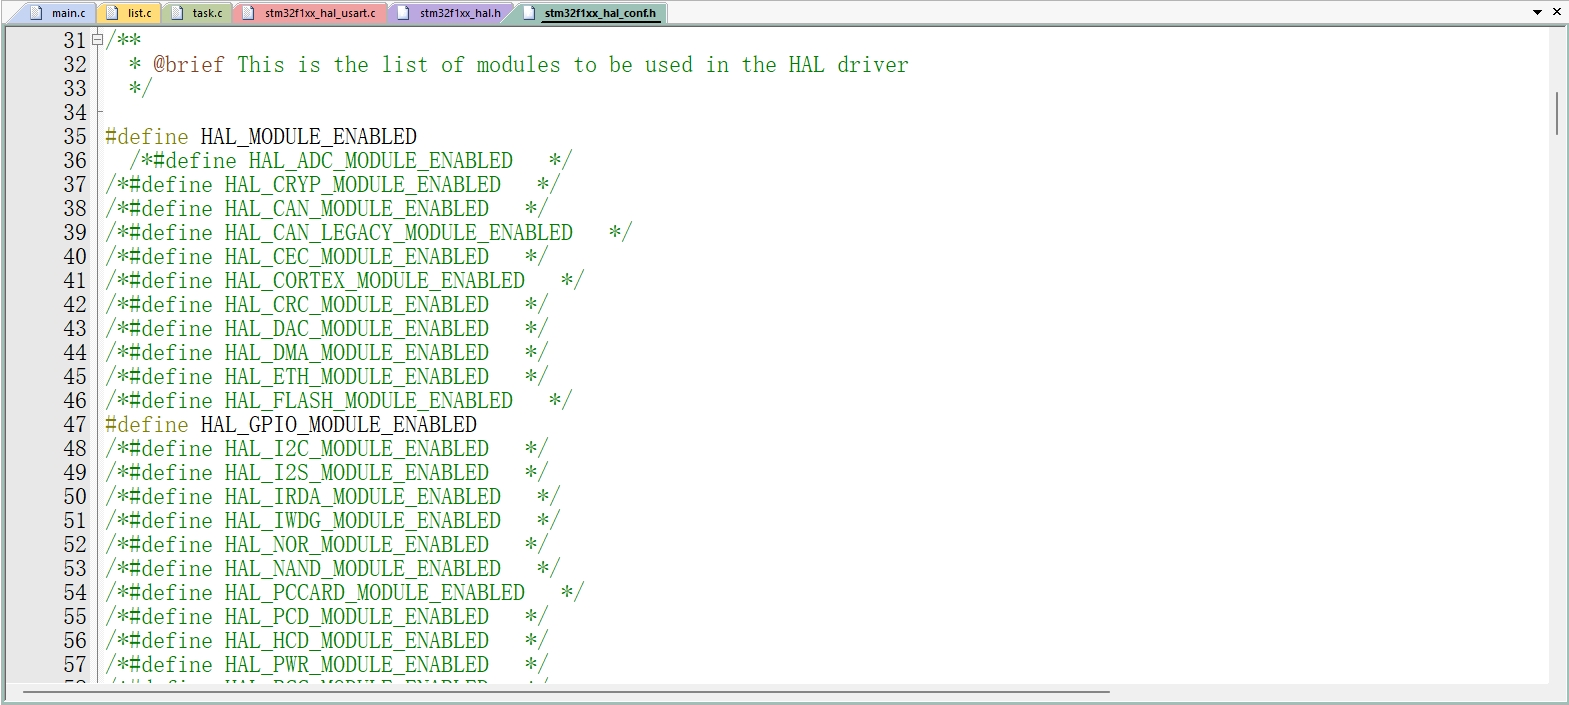 main.c list.c task.c stm32f1xx_hal_usart.c stm32f1xx_hal.h stm32f1xx_hal_conf.h
31 /**
32 * @brief This is the list of modules to be used in the HAL driver
33 */
34
35 #define HAL_MODULE_ENABLED
36 /*#define HAL_ADC_MODULE_ENABLED */
37 /*#define HAL_CRYP_MODULE_ENABLED */
38 /*#define HAL_CAN_MODULE_ENABLED */
39 /*#define HAL_CAN_LEGACY_MODULE_ENABLED */
40 /*#define HAL_CEC_MODULE_ENABLED */
41 /*#define HAL_CORTEX_MODULE_ENABLED */
42 /*#define HAL_CRC_MODULE_ENABLED */
43 /*#define HAL_DAC_MODULE_ENABLED */
44 /*#define HAL_DMA_MODULE_ENABLED */
45 /*#define HAL_ETH_MODULE_ENABLED */
46 /*#define HAL_FLASH_MODULE_ENABLED */
47 #define HAL_GPIO_MODULE_ENABLED
48 /*#define HAL_I2C_MODULE_ENABLED */
49 /*#define HAL_I2S_MODULE_ENABLED */
50 /*#define HAL_IRDA_MODULE_ENABLED */
51 /*#define HAL_IWDG_MODULE_ENABLED */
52 /*#define HAL_NOR_MODULE_ENABLED */
53 /*#define HAL_NAND_MODULE_ENABLED */
54 /*#define HAL_PCCARD_MODULE_ENABLED */
55 /*#define HAL_PCD_MODULE_ENABLED */
56 /*#define HAL_HCD_MODULE_ENABLED */
57 /*#define HAL_PWR_MODULE_ENABLED */